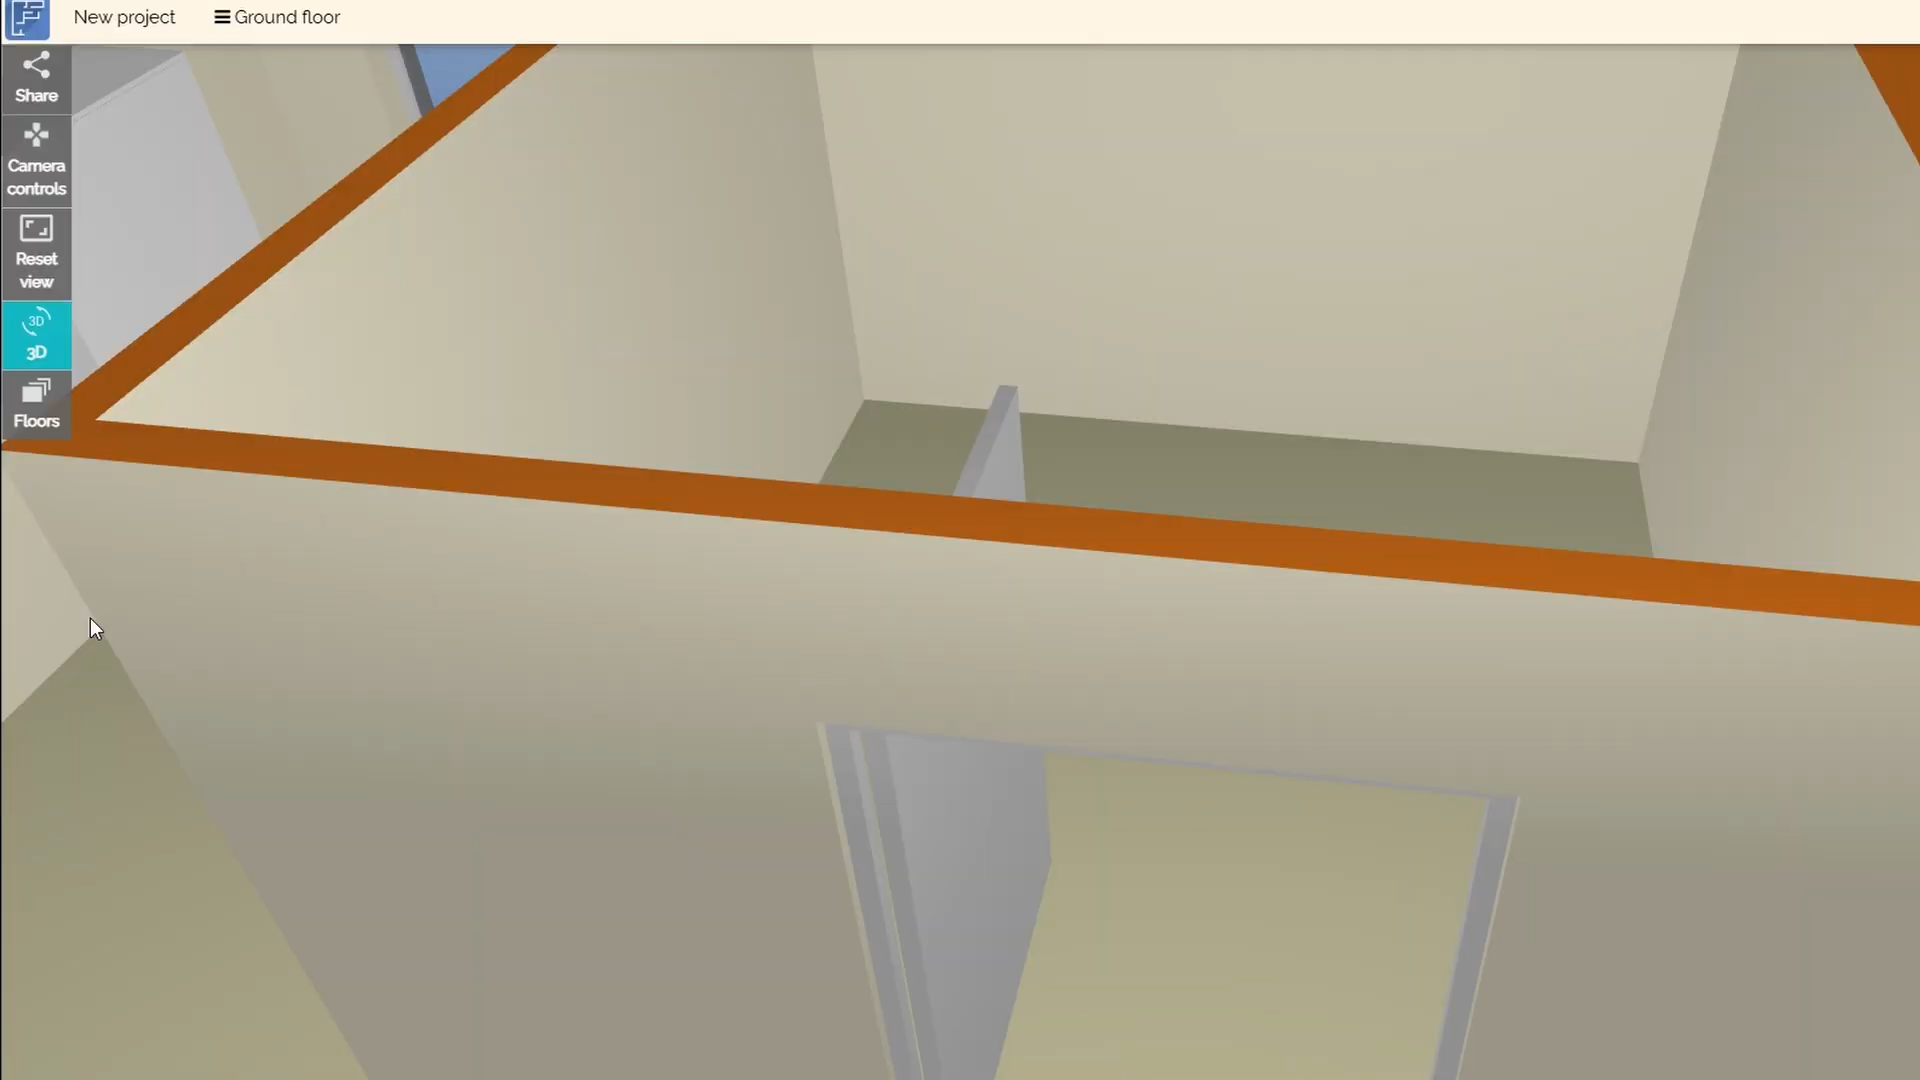 New project
Ground floor
Share
Camera
controls
Reset
view
3D
3D
Floors